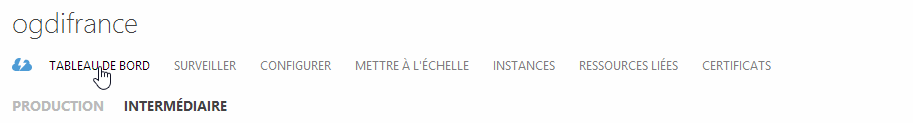 ogdifrance
TABLEAU DE BORD SURVEILLER CONFIGURER METTRE À L'ÉCHELLE INSTANCES RESSOURCES LIÉES CERTIFICATS
PRODUCTION INTERMÉDIAIRE